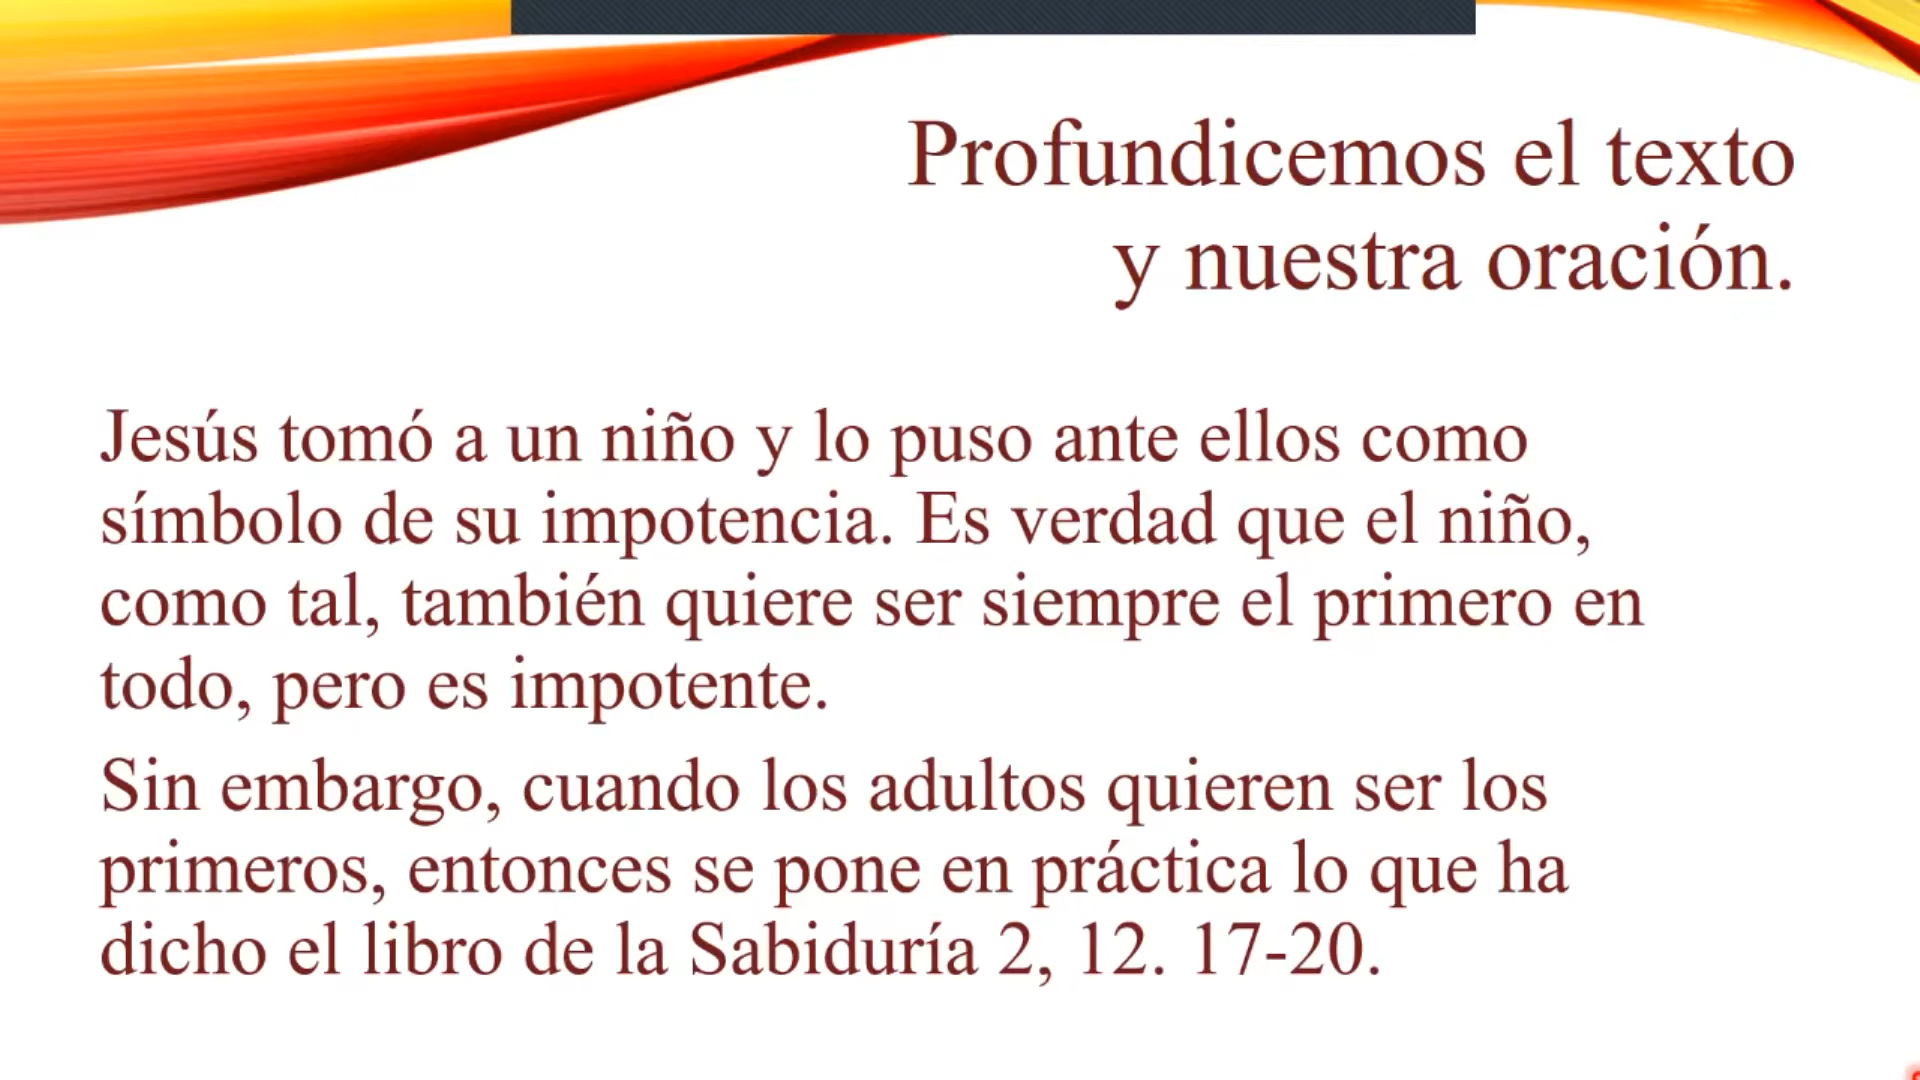 Profundicemos el texto
y nuestra oración.
Jesús tomó a un niño y lo puso ante ellos como
símbolo de su impotencia. Es verdad que el niño,
como tal, también quiere ser siempre el primero en
todo, pero es impotente.
Sin embargo, cuando los adultos quieren ser los
primeros, entonces se pone en práctica lo que ha
dicho el libro de la Sabiduría 2, 12. 17-20.